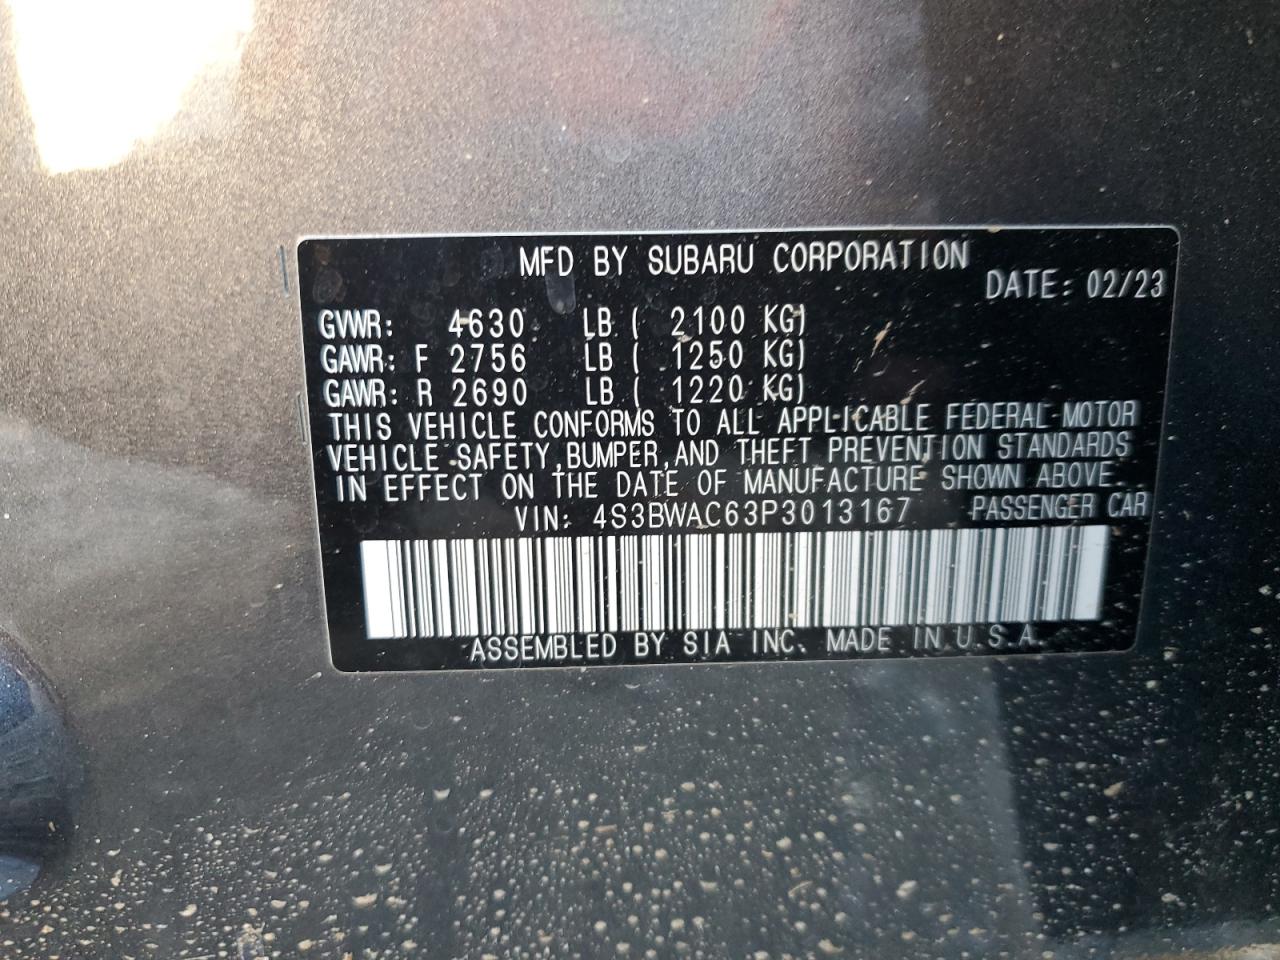 MFD BY SUBARU CORPORATION
DATE: 02/23
GVWR: 4630 LB ( 2100 KG)
GAWR: F 2756 LB ( 1250 KG)
GAWR: R 2690 LB ( 1220 KG)
THIS VEHICLE CONFORMS TO ALL APPLICABLE FEDERAL MOTOR
VEHICLE SAFETY, BUMPER, AND THEFT PREVENTION STANDARDS
IN EFFECT ON THE DATE OF MANUFACTURE SHOWN ABOVE.
VIN: 4S3BWAC63P3013167 PASSENGER CAR
ASSEMBLED BY SIA INC. MADE IN U.S.A.